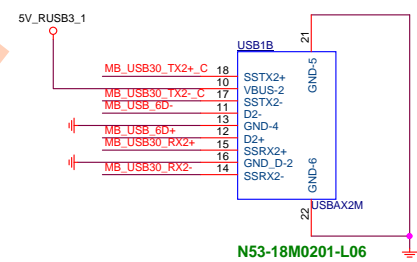 5V_RUSB3_1
USB1B
21
GND-5
MB_USB30_TX2+_C 18 SSTX2+
10 VBUS-2
MB_USB30_TX2-_C 17 SSTX2-
MB_USB_6D- 11 D2-
13 GND-4
MB_USB_6D+ 12 D2+
MB_USB30_RX2+ 15 SSRX2+
16 GND_D-2
MB_USB30_RX2- 14 SSRX2-
GND-6
22
USBAX2M
N53-18M0201-L06